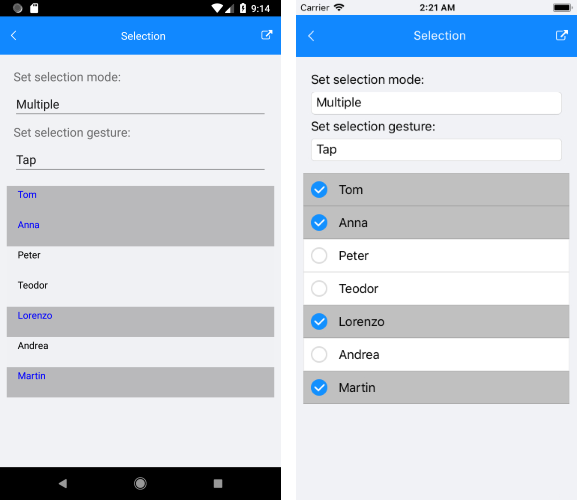 9:14
Selection
Set selection mode:
Multiple
Set selection gesture:
Tap
Tom
Anna
Peter
Teodor
Lorenzo
Andrea
Martin
Carrier 2:21 AM
Selection
Set selection mode:
Multiple
Set selection gesture:
Tap
Tom
Anna
Peter
Teodor
Lorenzo
Andrea
Martin